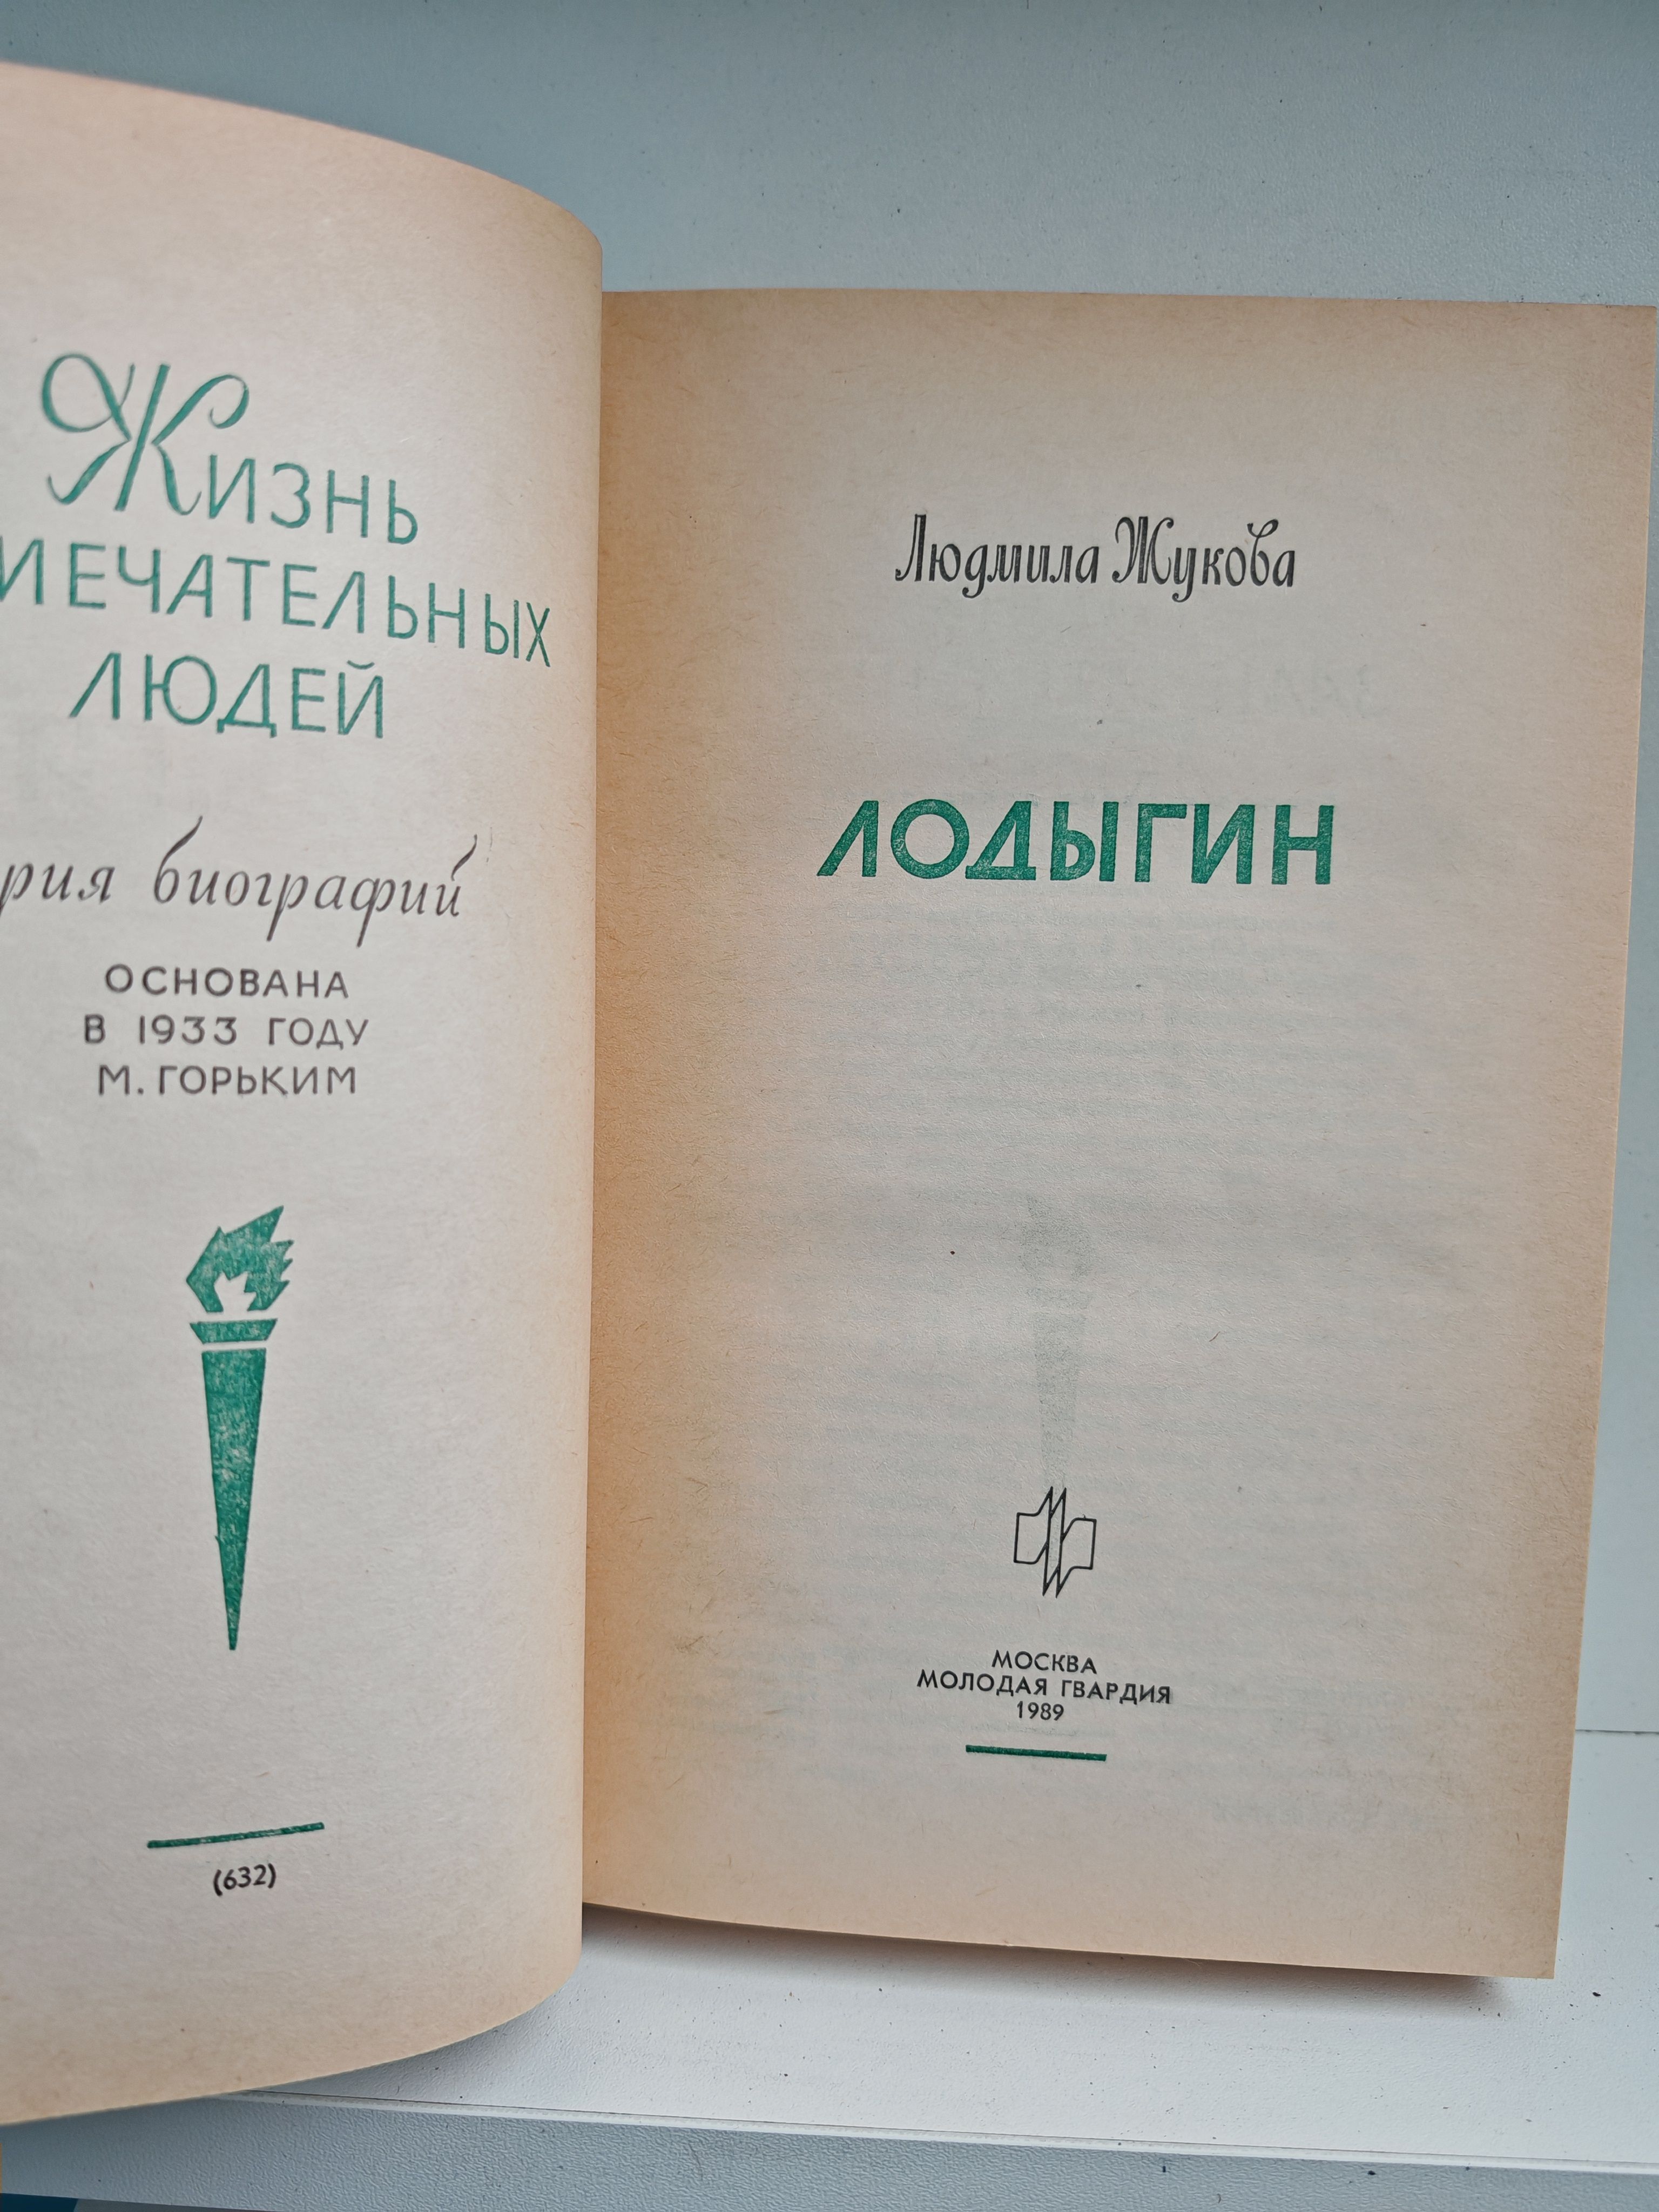 Жизнь
МЕЧАТЕЛЬНЫХ
ЛЮДЕЙ
рия биографий
ОСНОВАНА
В 1933 ГОДУ
М. ГОРЬКИМ
(632)
Людмила Жукова
ЛОДЫГИН
МОСКВА
МОЛОДАЯ ГВАРДИЯ
1989